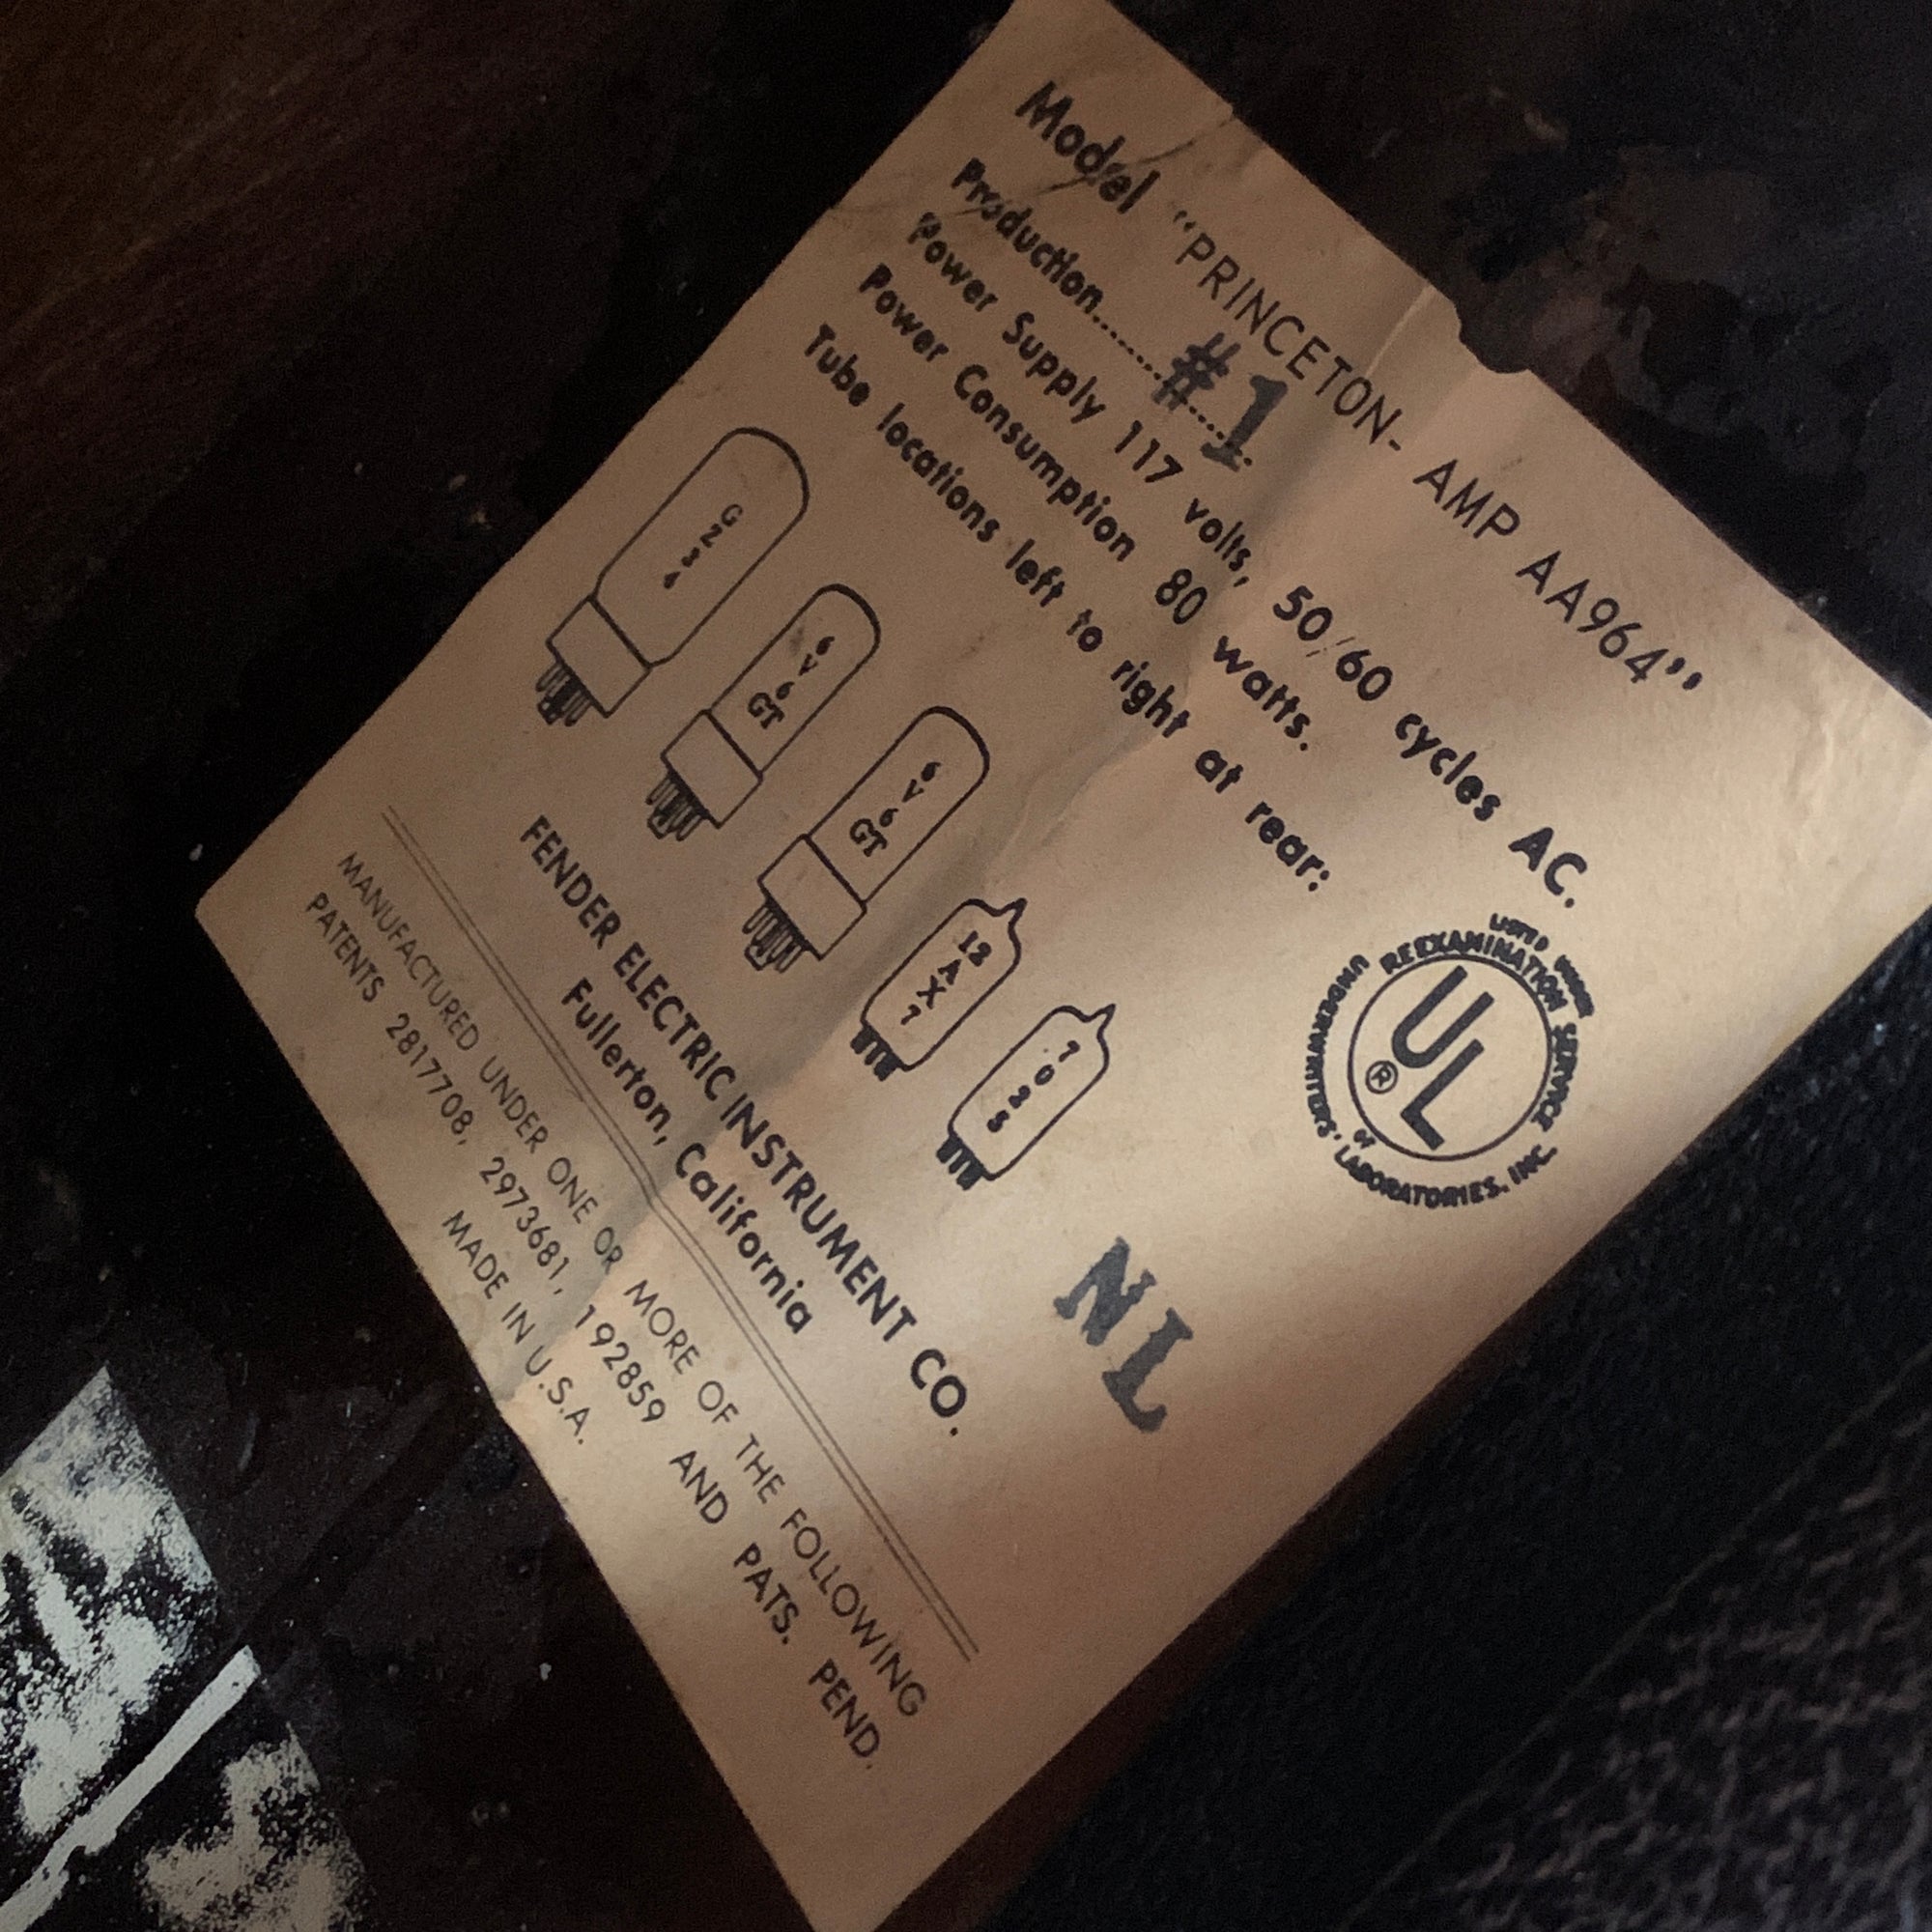 Model "PRINCETON- AMP AA964"
Production.......#1
Power Supply 117 volts, 50/60 cycles AC.
Power Consumption 80 watts.
Tube locations left to right at rear:
GZ34
6V6GT
6V6GT
12AX7
7025
LISTED UNDER
REEXAMINATION SERVICE
UL
®
OF
UNDERWRITERS' LABORATORIES, INC.
NL
FENDER ELECTRIC INSTRUMENT CO.
Fullerton, California
MANUFACTURED UNDER ONE OR MORE OF THE FOLLOWING
PATENTS 2817708, 2973681, 192859 AND PATS. PEND.
MADE IN U.S.A.